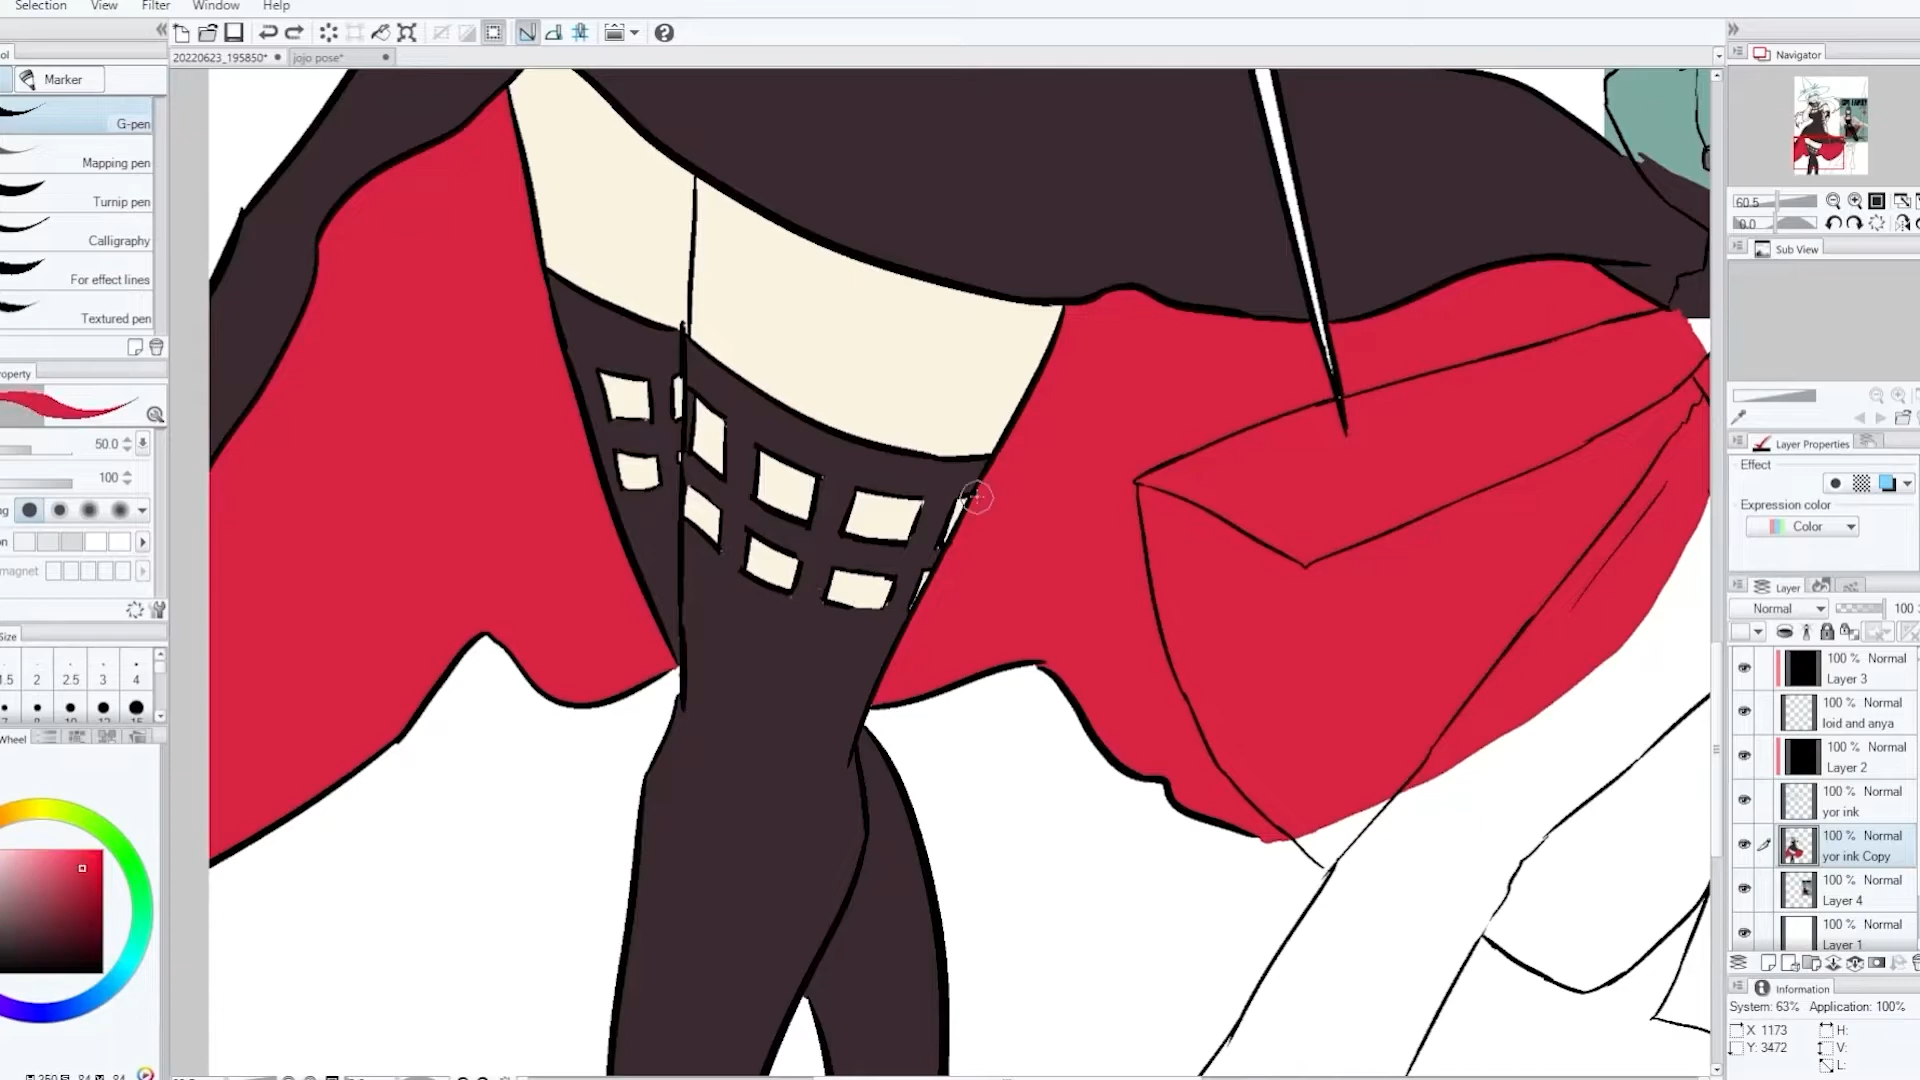 Selection View Filter Window Help
20220623_195850* jojo pose*
Marker
G-pen
Mapping pen
Turnip pen
Calligraphy
For effect lines
Textured pen
50.0
100
magnet
Size
2 2.5 3 4
Wheel
Navigator
60.5
0.0
Sub View
Layer Properties
Effect
Expression color
Color
Layer
Normal 100
100 % Normal
Layer 3
100 % Normal
loid and anya
100 % Normal
Layer 2
100 % Normal
yor ink
100 % Normal
yor ink Copy
100 % Normal
Layer 4
100 % Normal
Layer 1
Information
System: 63% Application: 100%
X 1173 H:
Y: 3472 V:
L: